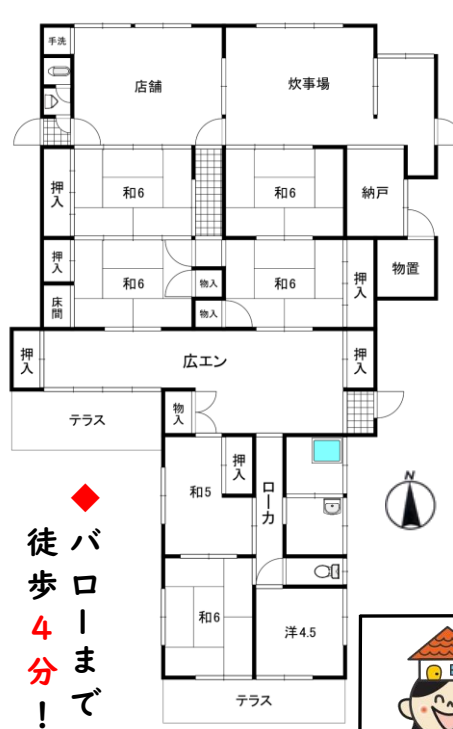 手洗
店舗
炊事場
押入
和6
和6
納戸
押入
和6
物入
和6
押入
物置
床間
物入
押入
広エン
押入
テラス
物入
和5
押入
ローカ
N
和6
洋4.5
テラス
◆バローまで
徒歩4分!